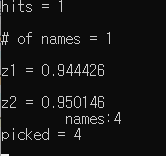 hits = 1
# of names = 1
z1 = 0.944426
z2 = 0.950146
names:4
picked = 4